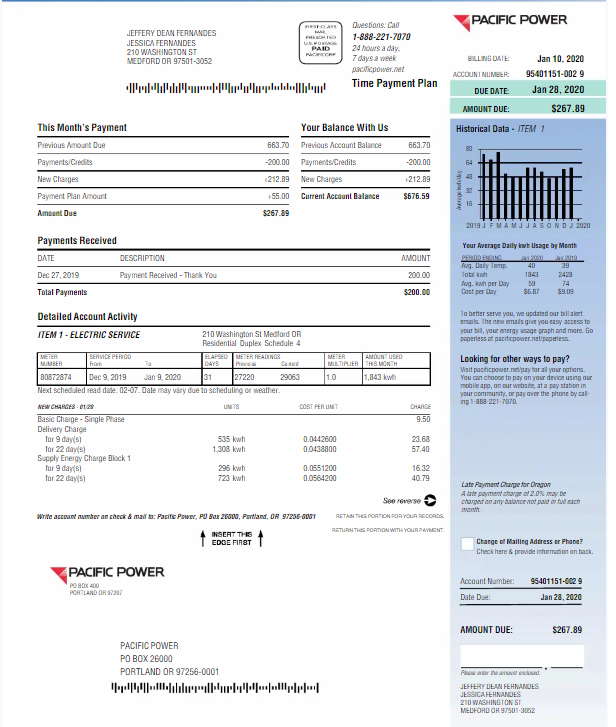 JEFFERY DEAN FERNANDES
JESSICA FERNANDES
210 WASHINGTON ST
MEDFORD OR 97501-3052
FIRST-CLASS
MAIL
PRESORTED
U.S. POSTAGE
PAID
PACIFICORP
Questions: Call
1-888-221-7070
24 hours a day,
7 days a week
pacificpower.net
Time Payment Plan
PACIFIC POWER
BILLING DATE: Jan 10, 2020
ACCOUNT NUMBER: 95401151-002 9
DUE DATE: Jan 28, 2020
AMOUNT DUE: $267.89
This Month's Payment
Previous Amount Due 663.70
Payments/Credits -200.00
New Charges +212.89
Payment Plan Amount +55.00
Amount Due $267.89
Your Balance With Us
Previous Account Balance 663.70
Payments/Credits -200.00
New Charges +212.89
Current Account Balance $676.59
Payments Received
DATE DESCRIPTION AMOUNT
Dec 27, 2019 Payment Received - Thank You 200.00
Total Payments $200.00
Detailed Account Activity
ITEM 1 - ELECTRIC SERVICE 210 Washington St Medford OR
Residential Duplex Schedule 4
METER SERVICE PERIOD ELAPSED METER READINGS METER AMOUNT USED
NUMBER From To DAYS Previous Current MULTIPLIER THIS MONTH
80872874 Dec 9, 2019 Jan 9, 2020 31 27220 29063 1.0 1,843 kwh
Next scheduled read date: 02-07. Date may vary due to scheduling or weather.
NEW CHARGES - 01/20 UNITS COST PER UNIT CHARGE
Basic Charge - Single Phase 9.50
Delivery Charge
for 9 day(s) 535 kwh 0.0442600 23.68
for 22 day(s) 1,308 kwh 0.0438800 57.40
Supply Energy Charge Block 1
for 9 day(s) 296 kwh 0.0551200 16.32
for 22 day(s) 723 kwh 0.0564200 40.79
See reverse
Write account number on check & mail to: Pacific Power, PO Box 26000, Portland, OR 97256-0001
RETAIN THIS PORTION FOR YOUR RECORDS.
RETURN THIS PORTION WITH YOUR PAYMENT.
INSERT THIS
EDGE FIRST
PACIFIC POWER
PO BOX 400
PORTLAND OR 97207
PACIFIC POWER
PO BOX 26000
PORTLAND OR 97256-0001
Historical Data - ITEM 1
Average kwh/day
80
64
48
32
16
2019 J F M A M J J A S O N D J 2020
Your Average Daily kwh Usage by Month
PERIOD ENDING Jan 2020 Jan 2019
Avg. Daily Temp. 40 39
Total kwh 1843 2428
Avg. kwh per Day 59 74
Cost per Day $6.87 $9.09
To better serve you, we updated our bill alert
emails. The new emails give you easy access to
your bill, your energy usage graph and more. Go
paperless at pacificpower.net/paperless.
Looking for other ways to pay?
Visit pacificpower.net/pay for all your options.
You can choose to pay on your device using our
mobile app, on our website, at a pay station in
your community, or pay over the phone by call-
ing 1-888-221-7070.
Late Payment Charge for Oregon
A late payment charge of 2.0% may be
charged on any balance not paid in full each
month.
Change of Mailing Address or Phone?
Check here & provide information on back.
Account Number: 95401151-002 9
Date Due: Jan 28, 2020
AMOUNT DUE: $267.89
Please enter the amount enclosed.
JEFFERY DEAN FERNANDES
JESSICA FERNANDES
210 WASHINGTON ST
MEDFORD OR 97501-3052